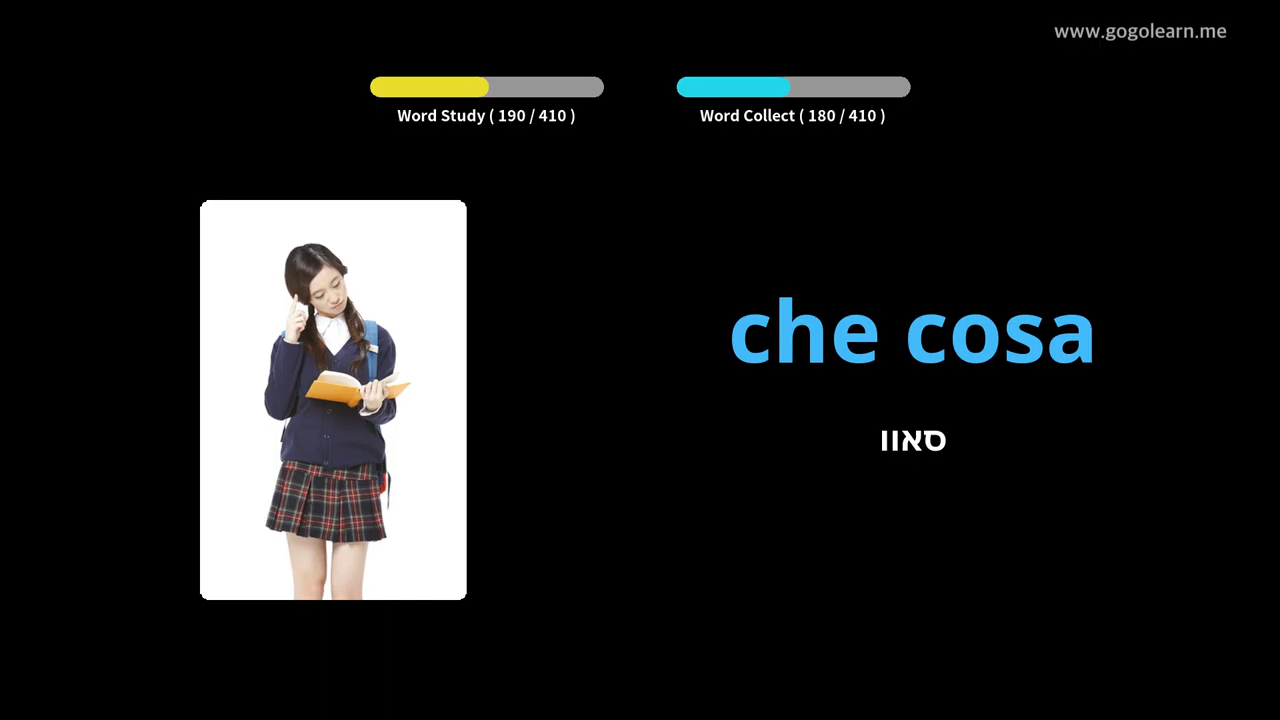 www.gogolearn.me
Word Study ( 190 / 410 )
Word Collect ( 180 / 410 )
che cosa
סאוו